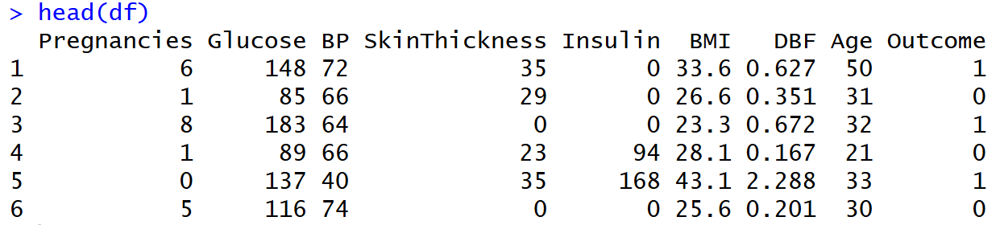 > head(df)
Pregnancies Glucose BP SkinThickness Insulin BMI DBF Age Outcome
1 6 148 72 35 0 33.6 0.627 50 1
2 1 85 66 29 0 26.6 0.351 31 0
3 8 183 64 0 0 23.3 0.672 32 1
4 1 89 66 23 94 28.1 0.167 21 0
5 0 137 40 35 168 43.1 2.288 33 1
6 5 116 74 0 0 25.6 0.201 30 0